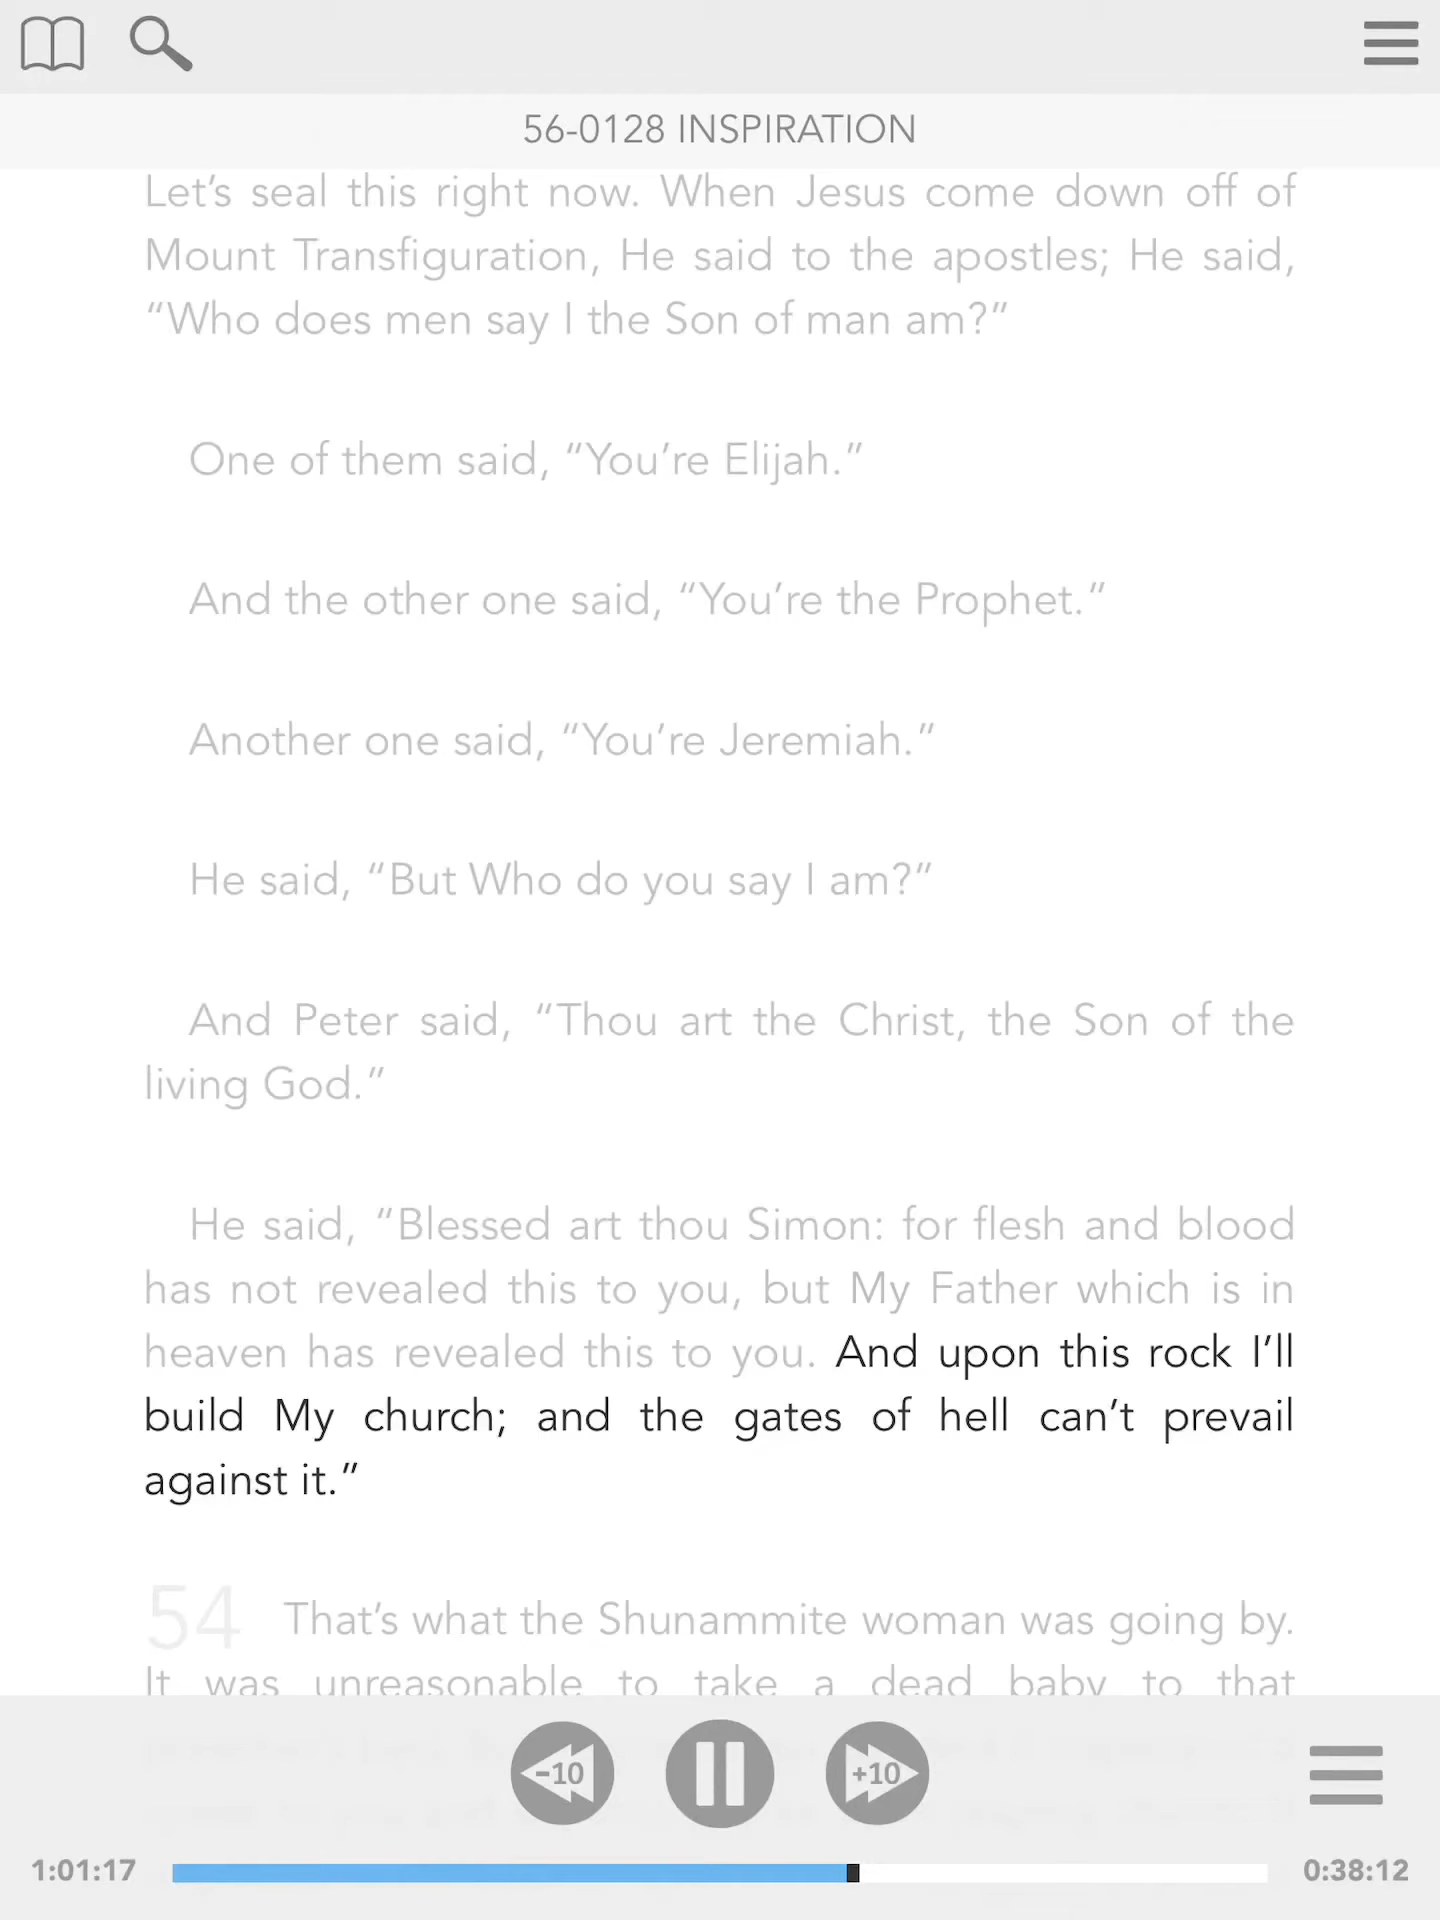 56-0128 INSPIRATION
Let’s seal this right now. When Jesus come down off of
Mount Transfiguration, He said to the apostles; He said,
“Who does men say I the Son of man am?”
One of them said, “You’re Elijah.”
And the other one said, “You’re the Prophet.”
Another one said, “You’re Jeremiah.”
He said, “But Who do you say I am?”
And Peter said, “Thou art the Christ, the Son of the
living God.”
He said, “Blessed art thou Simon: for flesh and blood
has not revealed this to you, but My Father which is in
heaven has revealed this to you. And upon this rock I’ll
build My church; and the gates of hell can’t prevail
against it.”
54 That’s what the Shunammite woman was going by.
It was unreasonable to take a dead baby to that
-10 +10
1:01:17 0:38:12